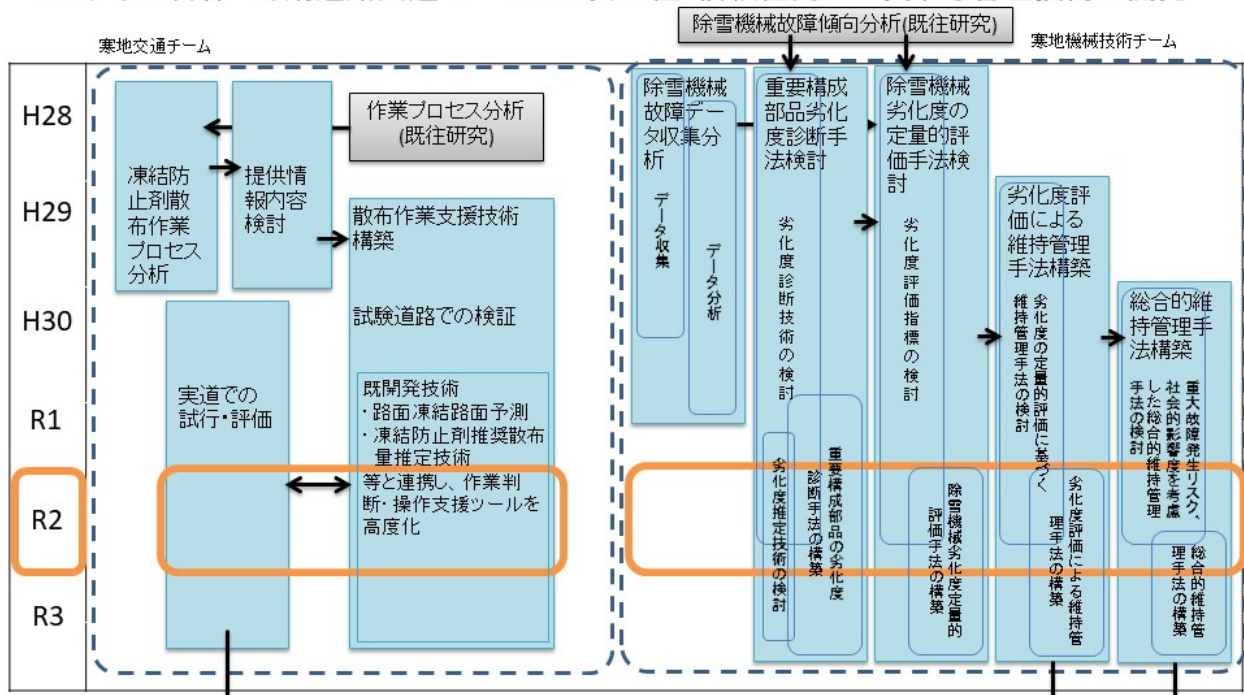 除雪機械故障傾向分析(既往研究)
寒地交通チーム
寒地機械技術チーム
H28
H29
H30
R1
R2
R3
凍結防
止剤散
布作業
プロセス
分析
提供情
報内容
検討
作業プロセス分析
(既往研究)
散布作業支援技術
構築
試験道路での検証
実道での
試行・評価
既開発技術
・路面凍結路面予測
・凍結防止剤推奨散布
量推定技術
等と連携し、作業判
断・操作支援ツールを
高度化
除雪機械
故障デー
タ収集分
析
データ収集
データ分析
重要構成
部品劣化
度診断手
法検討
劣化度診断技術の検討
劣化度推定技術の検討
重要構成部品の劣化度
診断手法の構築
除雪機械
劣化度の
定量的評
価手法検
討
劣化度評価指標の検討
除雪機械劣化度定量的
評価手法の構築
劣化度評
価による
維持管理
手法構築
劣化度の定量的評価に基づく
維持管理手法の検討
劣化度評価による維持管
理手法の構築
総合的維
持管理手
法構築
重大故障発生リスク、
社会的影響度を考慮
した総合的維持管理
手法の検討
総合的維持管
理手法の構築